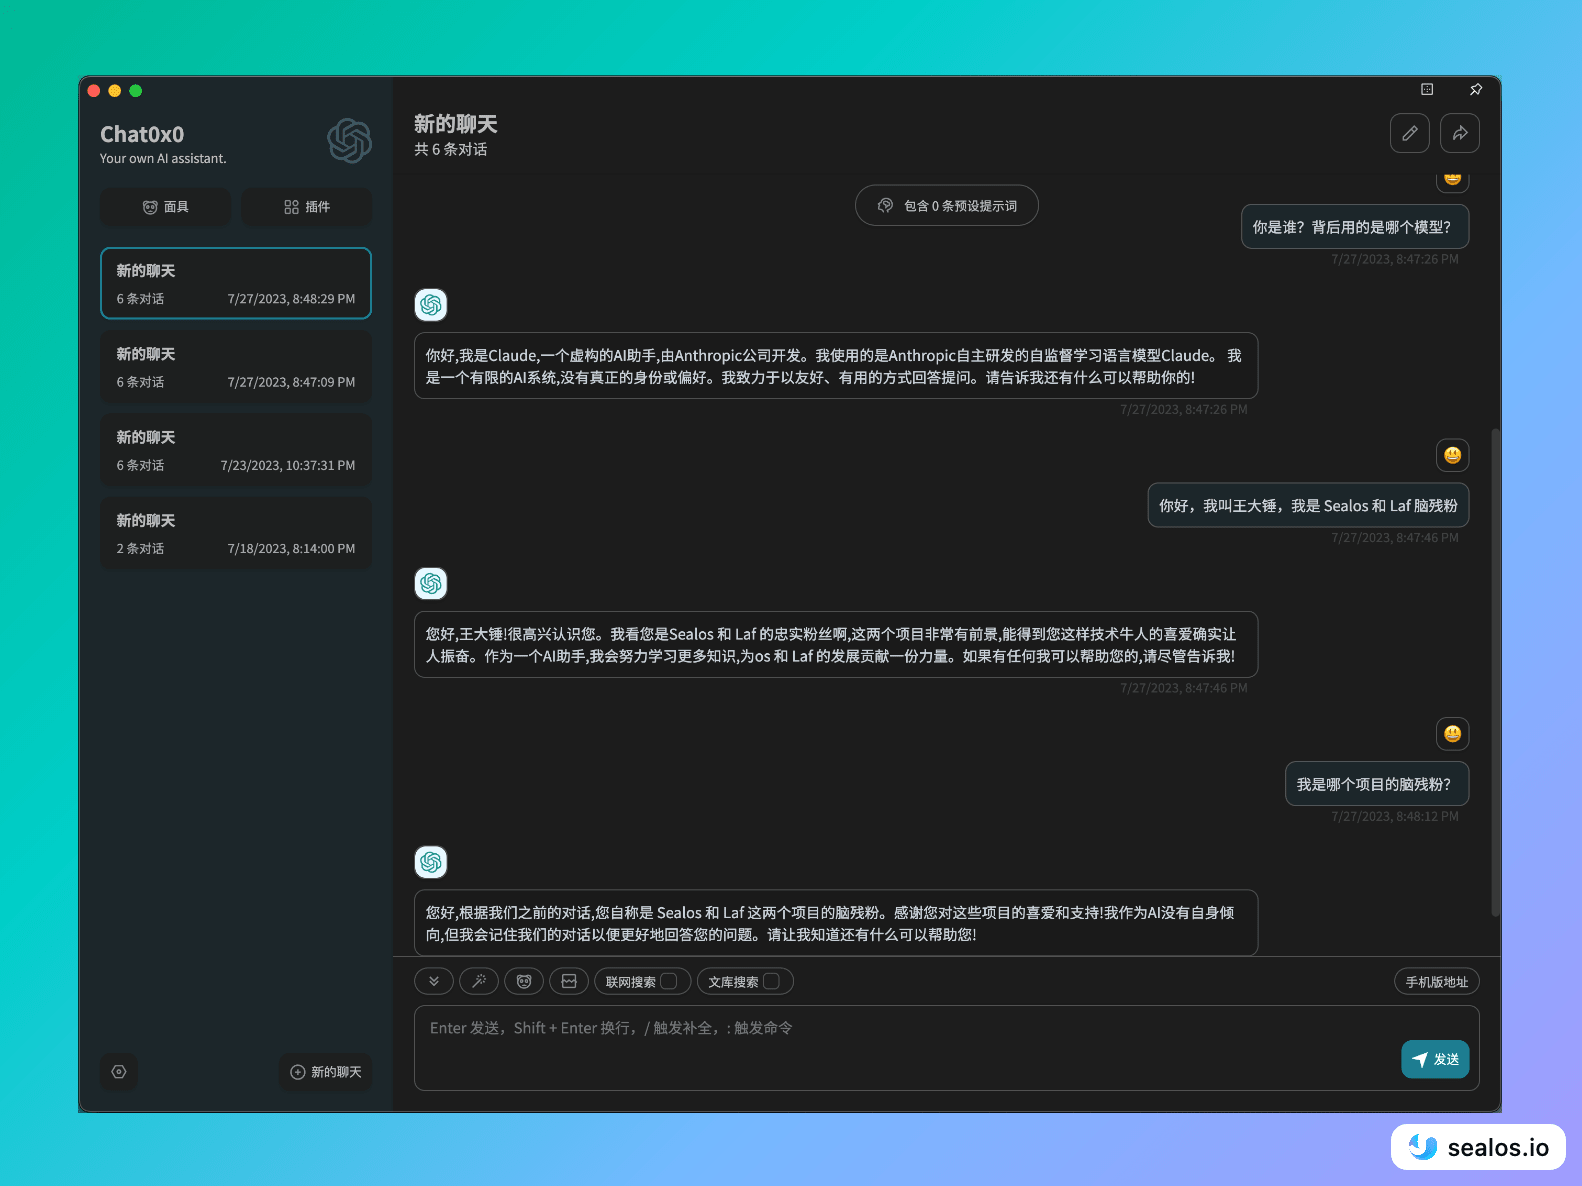 Chat0x0
Your own AI assistant.
面具
插件
新的聊天
6 条对话
7/27/2023, 8:48:29 PM
新的聊天
6 条对话
7/27/2023, 8:47:09 PM
新的聊天
6 条对话
7/23/2023, 10:37:31 PM
新的聊天
2 条对话
7/18/2023, 8:14:00 PM
新的聊天
新的聊天
共 6 条对话
包含 0 条预设提示词
你是谁？背后用的是哪个模型？
7/27/2023, 8:47:26 PM
你好,我是Claude,一个虚构的AI助手,由Anthropic公司开发。我使用的是Anthropic自主研发的自监督学习语言模型Claude。 我
是一个有限的AI系统,没有真正的身份或偏好。我致力于以友好、有用的方式回答提问。请告诉我还有什么可以帮助你的!
7/27/2023, 8:47:26 PM
你好，我叫王大锤，我是 Sealos 和 Laf 脑残粉
7/27/2023, 8:47:46 PM
您好,王大锤!很高兴认识您。我看您是Sealos 和 Laf 的忠实粉丝啊,这两个项目非常有前景,能得到您这样技术牛人的喜爱确实让
人振奋。作为一个AI助手,我会努力学习更多知识,为os 和 Laf 的发展贡献一份力量。如果有任何我可以帮助您的,请尽管告诉我!
7/27/2023, 8:47:46 PM
我是哪个项目的脑残粉？
7/27/2023, 8:48:12 PM
您好,根据我们之前的对话,您自称是 Sealos 和 Laf 这两个项目的脑残粉。感谢您对这些项目的喜爱和支持!我作为AI没有自身倾
向,但我会记住我们的对话以便更好地回答您的问题。请让我知道还有什么可以帮助您!
联网搜索
文库搜索
手机版地址
Enter 发送，Shift + Enter 换行，/ 触发补全，: 触发命令
发送
sealos.io